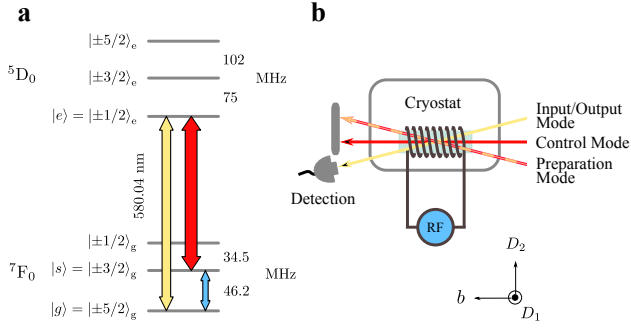 a
|±5/2⟩e
102
⁵D₀
|±3/2⟩e
MHz
75
|e⟩ = |±1/2⟩e
580.04 nm
|±1/2⟩g
34.5
⁷F₀
|s⟩ = |±3/2⟩g
MHz
46.2
|g⟩ = |±5/2⟩g
b
Cryostat
Input/Output
Mode
Control Mode
Preparation
Mode
Detection
RF
D₂
b
D₁